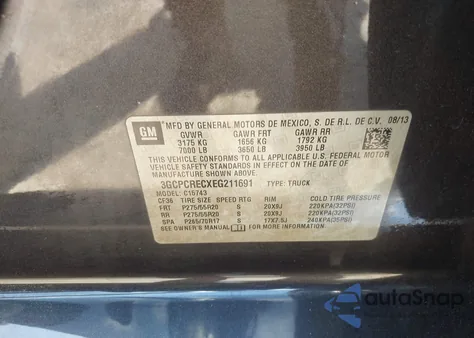 GM
MFD BY GENERAL MOTORS DE MEXICO, S. DE R.L. DE C.V. 08/13
GVWR GAWR FRT GAWR RR
3175 KG 1656 KG 1792 KG
7000 LB 3650 LB 3950 LB
THIS VEHICLE CONFORMS TO ALL APPLICABLE U.S. FEDERAL MOTOR
VEHICLE SAFETY AND THEFT PREVENTION STANDARDS IN
EFFECT ON THE DATE OF MANUFACTURE SHOWN ABOVE.
3GCPCRECXEG211691 TYPE: TRUCK
MODEL: C15743
CF36 TIRE SIZE SPEED RTG RIM COLD TIRE PRESSURE
FRT P275/55R20 S 20X9J 220KPA(32PSI)
RR P275/55R20 S 20X9J 220KPA(32PSI)
SPA P265/70R17 S 17X7.5J 240KPA(35PSI)
SEE OWNER'S MANUAL FOR MORE INFORMATION.
autoSnap